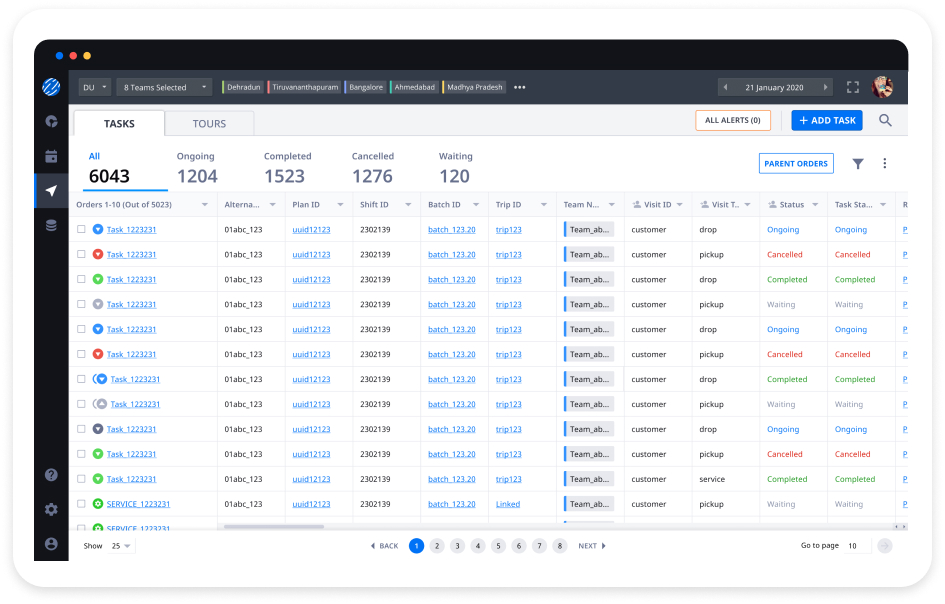 DU 8 Teams Selected Dehradun Tiruvananthapuram Bangalore Ahmedabad Madhya Pradesh 21 January 2020
TASKS TOURS ALL ALERTS (0) + ADD TASK
All Ongoing Completed Cancelled Waiting
6043 1204 1523 1276 120 PARENT ORDERS
Orders 1-10 (Out of 5023) Alterna... Plan ID Shift ID Batch ID Trip ID Team N... Visit ID Visit T.. Status Task Sta... R
Task_1223231 01abc_123 uuid12123 2302139 batch_123.20 trip123 Team_ab... customer drop Ongoing Ongoing P
Task_1223231 01abc_123 uuid12123 2302139 batch_123.20 trip123 Team_ab... customer pickup Cancelled Cancelled P
Task_1223231 01abc_123 uuid12123 2302139 batch_123.20 trip123 Team_ab... customer drop Completed Completed P
Task_1223231 01abc_123 uuid12123 2302139 batch_123.20 trip123 Team_ab... customer pickup Waiting Waiting P
Task_1223231 01abc_123 uuid12123 2302139 batch_123.20 trip123 Team_ab... customer drop Ongoing Ongoing P
Task_1223231 01abc_123 uuid12123 2302139 batch_123.20 trip123 Team_ab... customer pickup Cancelled Cancelled P
Task_1223231 01abc_123 uuid12123 2302139 batch_123.20 trip123 Team_ab... customer drop Completed Completed P
Task_1223231 01abc_123 uuid12123 2302139 batch_123.20 trip123 Team_ab... customer pickup Waiting Waiting P
Task_1223231 01abc_123 uuid12123 2302139 batch_123.20 trip123 Team_ab... customer drop Ongoing Ongoing P
Task_1223231 01abc_123 uuid12123 2302139 batch_123.20 trip123 Team_ab... customer pickup Cancelled Cancelled P
Task_1223231 01abc_123 uuid12123 2302139 batch_123.20 trip123 Team_ab... customer service Completed Completed P
SERVICE_1223231 01abc_123 uuid12123 2302139 batch_123.20 Linked Team_ab... customer pickup Waiting Waiting P
SERVICE_1223231
Show 25 BACK 1 2 3 4 5 6 7 8 NEXT Go to page 10